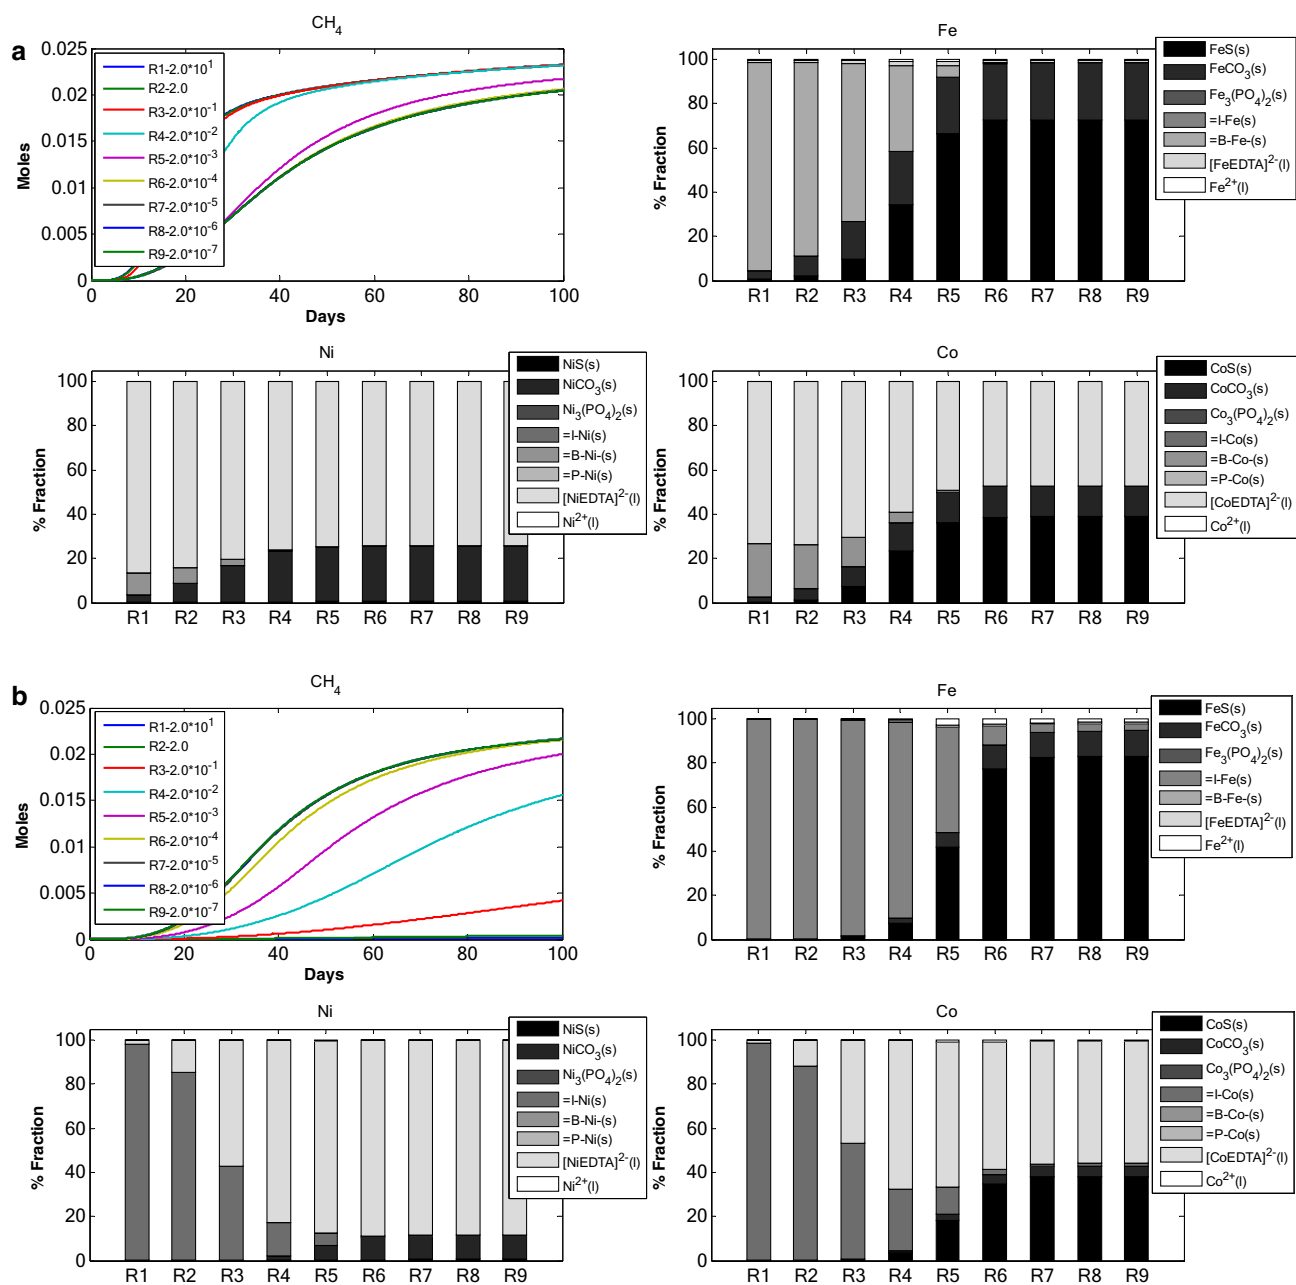 a
CH4
0.025
0.02
0.015
0.01
0.005
0
Moles
R1-2.0*10^1
R2-2.0
R3-2.0*10^-1
R4-2.0*10^-2
R5-2.0*10^-3
R6-2.0*10^-4
R7-2.0*10^-5
R8-2.0*10^-6
R9-2.0*10^-7
0 20 40 60 80 100
Days
Fe
100
80
60
40
20
0
% Fraction
R1 R2 R3 R4 R5 R6 R7 R8 R9
FeS(s)
FeCO3(s)
Fe3(PO4)2(s)
=I-Fe(s)
=B-Fe-(s)
[FeEDTA]^2-(l)
Fe^2+(l)
Ni
100
80
60
40
20
0
% Fraction
R1 R2 R3 R4 R5 R6 R7 R8 R9
NiS(s)
NiCO3(s)
Ni3(PO4)2(s)
=I-Ni(s)
=B-Ni-(s)
=P-Ni(s)
[NiEDTA]^2-(l)
Ni^2+(l)
Co
100
80
60
40
20
0
% Fraction
R1 R2 R3 R4 R5 R6 R7 R8 R9
CoS(s)
CoCO3(s)
Co3(PO4)2(s)
=I-Co(s)
=B-Co-(s)
=P-Co(s)
[CoEDTA]^2-(l)
Co^2+(l)
b
CH4
0.025
0.02
0.015
0.01
0.005
0
Moles
R1-2.0*10^1
R2-2.0
R3-2.0*10^-1
R4-2.0*10^-2
R5-2.0*10^-3
R6-2.0*10^-4
R7-2.0*10^-5
R8-2.0*10^-6
R9-2.0*10^-7
0 20 40 60 80 100
Days
Fe
100
80
60
40
20
0
% Fraction
R1 R2 R3 R4 R5 R6 R7 R8 R9
FeS(s)
FeCO3(s)
Fe3(PO4)2(s)
=I-Fe(s)
=B-Fe-(s)
[FeEDTA]^2-(l)
Fe^2+(l)
Ni
100
80
60
40
20
0
% Fraction
R1 R2 R3 R4 R5 R6 R7 R8 R9
NiS(s)
NiCO3(s)
Ni3(PO4)2(s)
=I-Ni(s)
=B-Ni-(s)
=P-Ni(s)
[NiEDTA]^2-(l)
Ni^2+(l)
Co
100
80
60
40
20
0
% Fraction
R1 R2 R3 R4 R5 R6 R7 R8 R9
CoS(s)
CoCO3(s)
Co3(PO4)2(s)
=I-Co(s)
=B-Co-(s)
=P-Co(s)
[CoEDTA]^2-(l)
Co^2+(l)